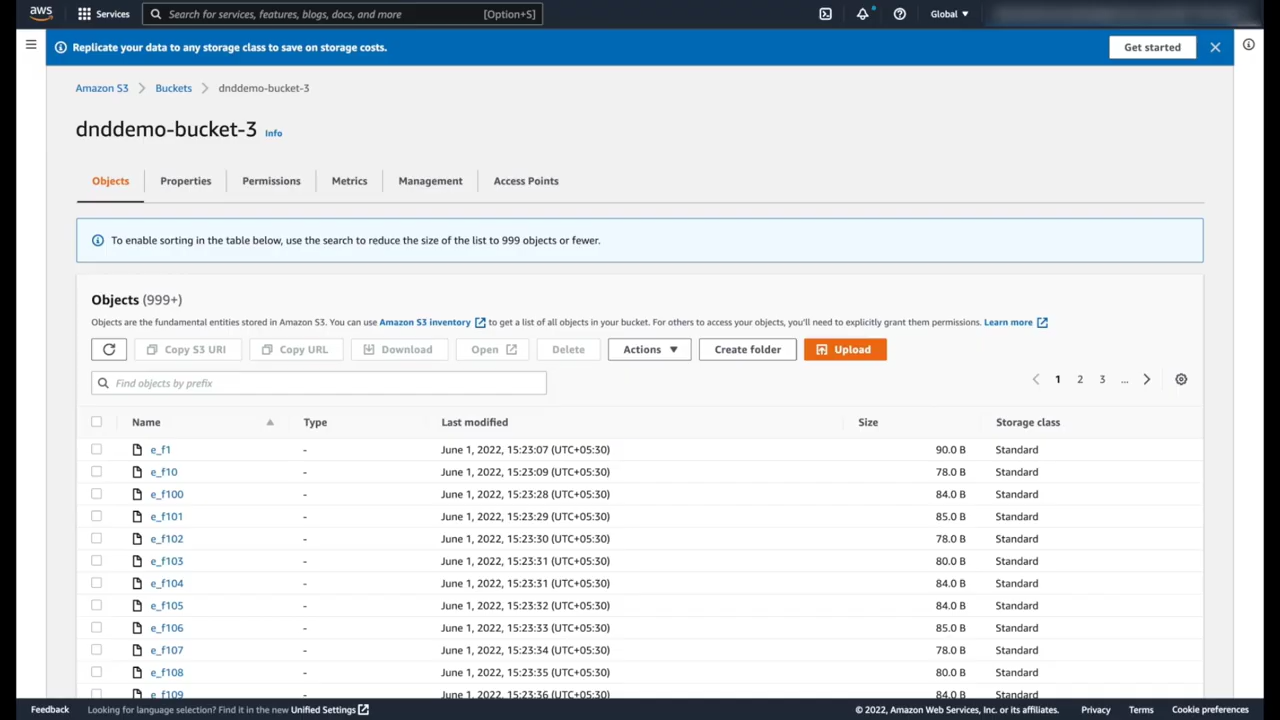 aws Services Search for services, features, blogs, docs, and more [Option+S] Global
Replicate your data to any storage class to save on storage costs. Get started
Amazon S3 Buckets dnddemo-bucket-3
dnddemo-bucket-3 Info
Objects Properties Permissions Metrics Management Access Points
To enable sorting in the table below, use the search to reduce the size of the list to 999 objects or fewer.
Objects (999+)
Objects are the fundamental entities stored in Amazon S3. You can use Amazon S3 inventory to get a list of all objects in your bucket. For others to access your objects, you'll need to explicitly grant them permissions. Learn more
Copy S3 URI Copy URL Download Open Delete Actions Create folder Upload
Find objects by prefix 1 2 3 ...
Name Type Last modified Size Storage class
e_f1 - June 1, 2022, 15:23:07 (UTC+05:30) 90.0 B Standard
e_f10 - June 1, 2022, 15:23:09 (UTC+05:30) 78.0 B Standard
e_f100 - June 1, 2022, 15:23:28 (UTC+05:30) 84.0 B Standard
e_f101 - June 1, 2022, 15:23:29 (UTC+05:30) 85.0 B Standard
e_f102 - June 1, 2022, 15:23:30 (UTC+05:30) 78.0 B Standard
e_f103 - June 1, 2022, 15:23:31 (UTC+05:30) 80.0 B Standard
e_f104 - June 1, 2022, 15:23:31 (UTC+05:30) 84.0 B Standard
e_f105 - June 1, 2022, 15:23:32 (UTC+05:30) 84.0 B Standard
e_f106 - June 1, 2022, 15:23:33 (UTC+05:30) 85.0 B Standard
e_f107 - June 1, 2022, 15:23:34 (UTC+05:30) 78.0 B Standard
e_f108 - June 1, 2022, 15:23:35 (UTC+05:30) 80.0 B Standard
e_f109 - June 1, 2022, 15:23:36 (UTC+05:30) 84.0 B Standard
Feedback Looking for language selection? Find it in the new Unified Settings © 2022, Amazon Web Services, Inc. or its affiliates. Privacy Terms Cookie preferences